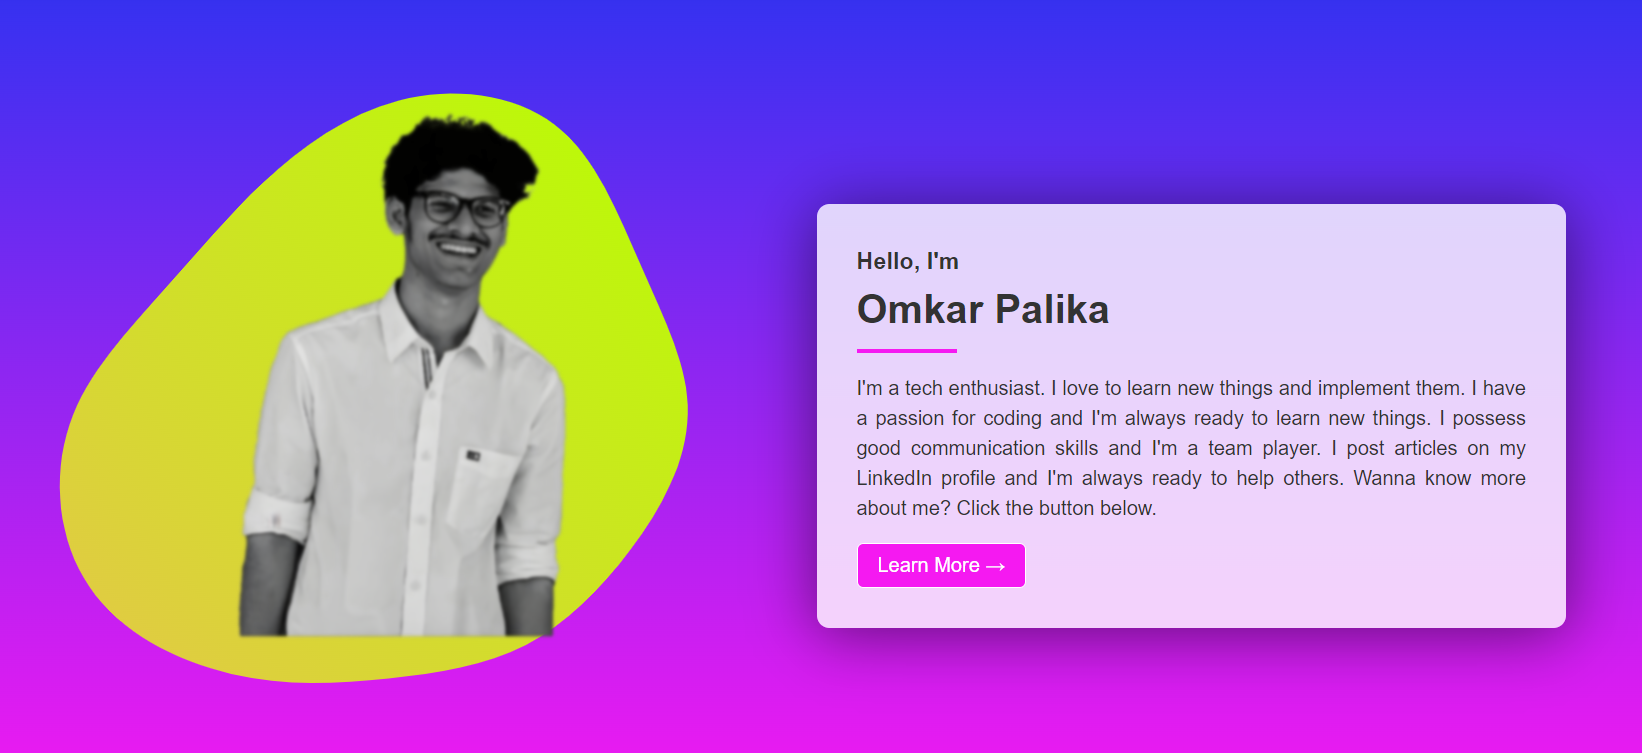 Hello, I'm
Omkar Palika
I'm a tech enthusiast. I love to learn new things and implement them. I have
a passion for coding and I'm always ready to learn new things. I possess
good communication skills and I'm a team player. I post articles on my
LinkedIn profile and I'm always ready to help others. Wanna know more
about me? Click the button below.
Learn More →